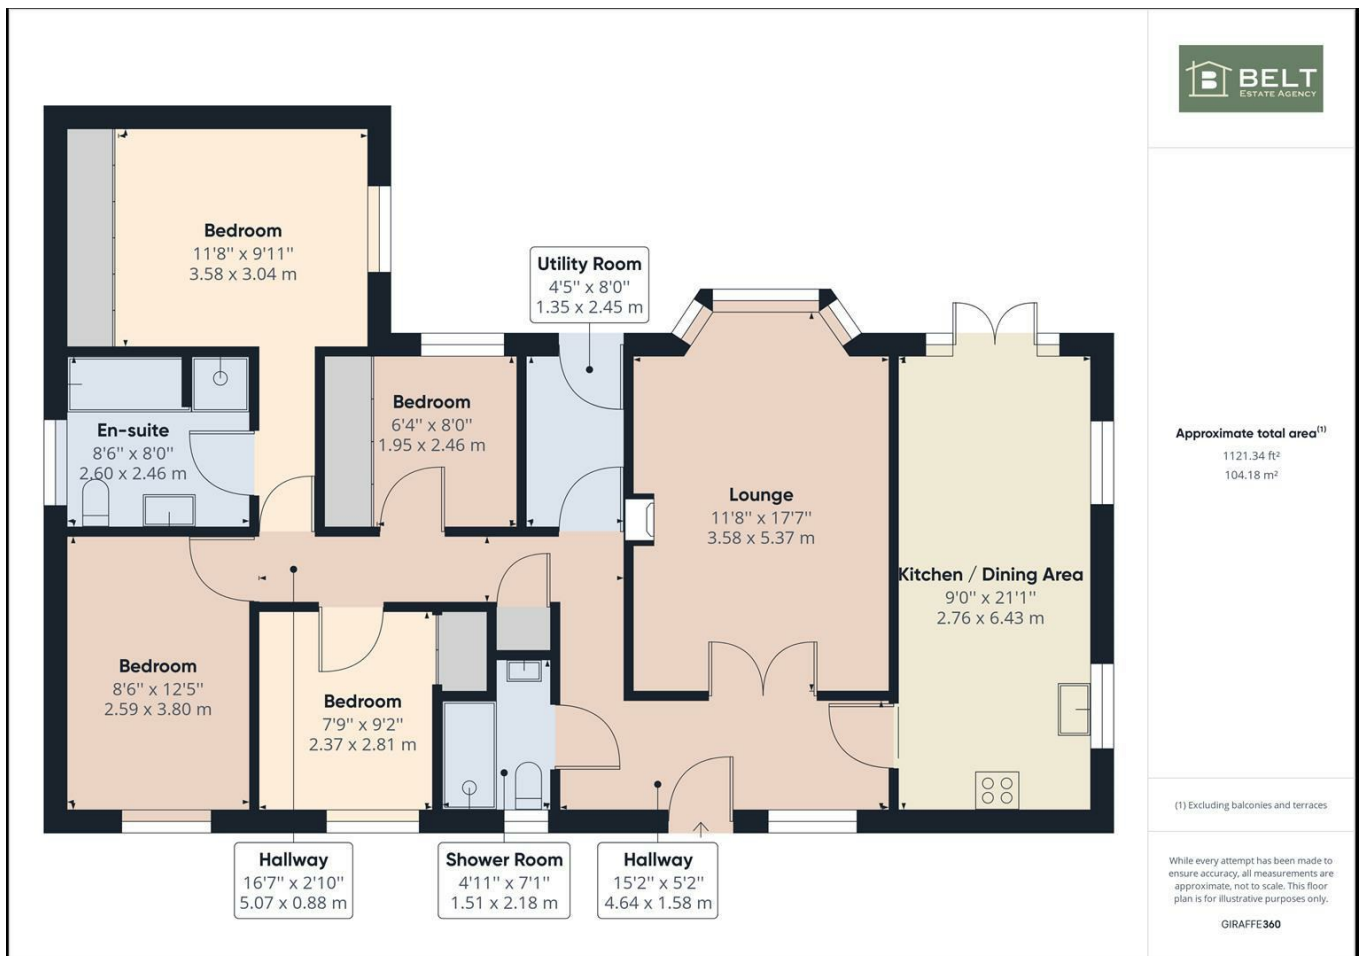 BELT
ESTATE AGENCY
Bedroom
11'8" x 9'11"
3.58 x 3.04 m
Utility Room
4'5" x 8'0"
1.35 x 2.45 m
Bedroom
6'4" x 8'0"
1.95 x 2.46 m
En-suite
8'6" x 8'0"
2.60 x 2.46 m
Lounge
11'8" x 17'7"
3.58 x 5.37 m
Kitchen / Dining Area
9'0" x 21'1"
2.76 x 6.43 m
Bedroom
8'6" x 12'5"
2.59 x 3.80 m
Bedroom
7'9" x 9'2"
2.37 x 2.81 m
Hallway
16'7" x 2'10"
5.07 x 0.88 m
Shower Room
4'11" x 7'1"
1.51 x 2.18 m
Hallway
15'2" x 5'2"
4.64 x 1.58 m
Approximate total area(1)
1121.34 ft²
104.18 m²
(1) Excluding balconies and terraces
While every attempt has been made to
ensure accuracy, all measurements are
approximate, not to scale. This floor
plan is for illustrative purposes only.
GIRAFFE360